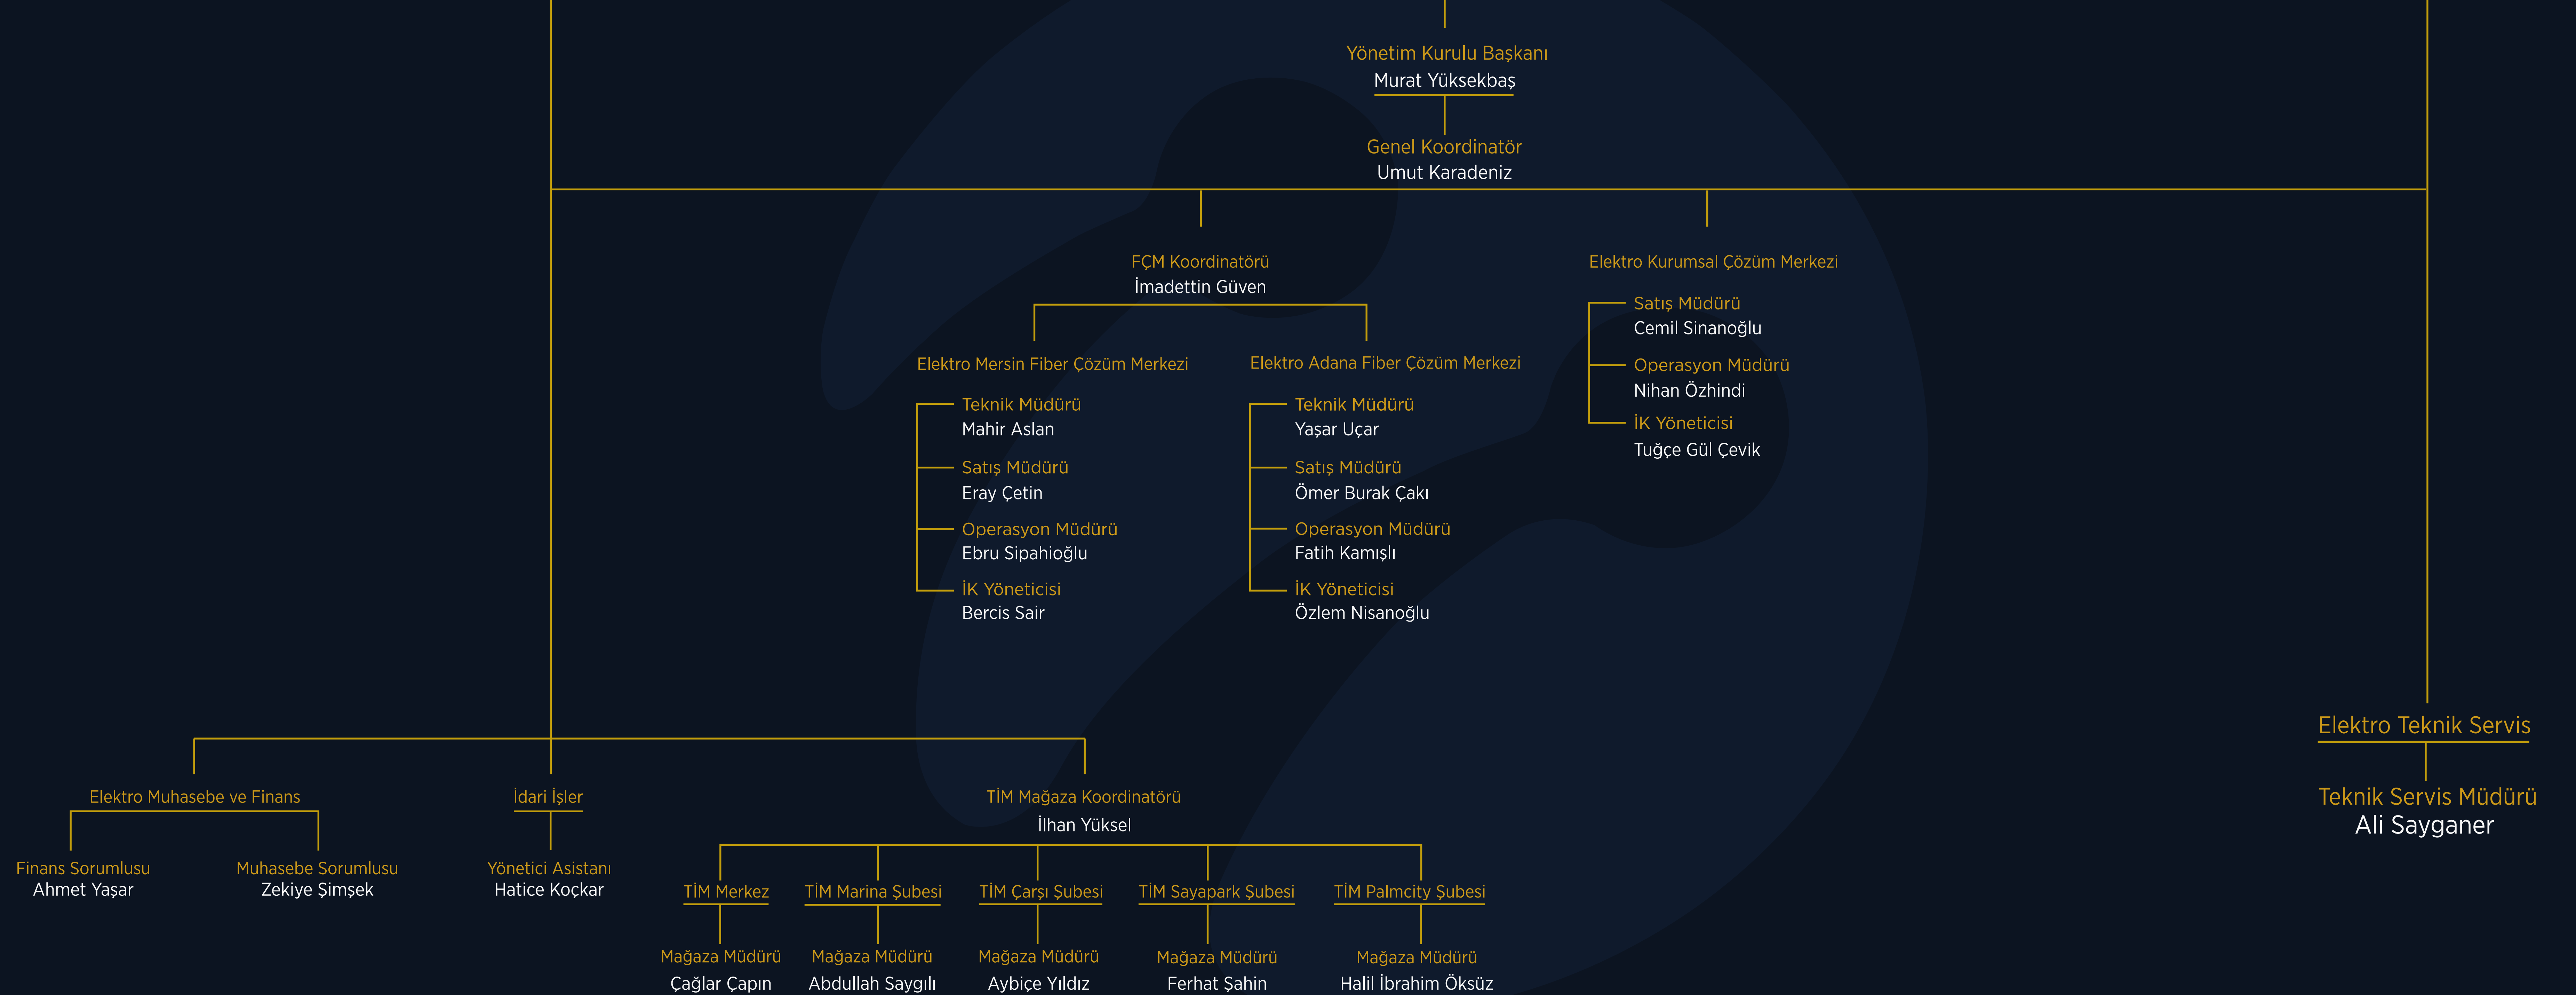 Yönetim Kurulu Başkanı
Murat Yüksekbaş
Genel Koordinatör
Umut Karadeniz
FÇM Koordinatörü
İmadettin Güven
Elektro Mersin Fiber Çözüm Merkezi
Teknik Müdürü
Mahir Aslan
Satış Müdürü
Eray Çetin
Operasyon Müdürü
Ebru Sipahioğlu
İK Yöneticisi
Bercis Sair
Elektro Adana Fiber Çözüm Merkezi
Teknik Müdürü
Yaşar Uçar
Satış Müdürü
Ömer Burak Çakı
Operasyon Müdürü
Fatih Kamışlı
İK Yöneticisi
Özlem Nisanoğlu
Elektro Kurumsal Çözüm Merkezi
Satış Müdürü
Cemil Sinanoğlu
Operasyon Müdürü
Nihan Özhindi
İK Yöneticisi
Tuğçe Gül Çevik
Elektro Muhasebe ve Finans
Finans Sorumlusu
Ahmet Yaşar
Muhasebe Sorumlusu
Zekiye Şimşek
İdari İşler
Yönetici Asistanı
Hatice Koçkar
TİM Mağaza Koordinatörü
İlhan Yüksel
TİM Merkez
Mağaza Müdürü
Çağlar Çapın
TİM Marina Şubesi
Mağaza Müdürü
Abdullah Saygılı
TİM Çarşı Şubesi
Mağaza Müdürü
Aybiçe Yıldız
TİM Sayapark Şubesi
Mağaza Müdürü
Ferhat Şahin
TİM Palmcity Şubesi
Mağaza Müdürü
Halil İbrahim Öksüz
Elektro Teknik Servis
Teknik Servis Müdürü
Ali Sayganer